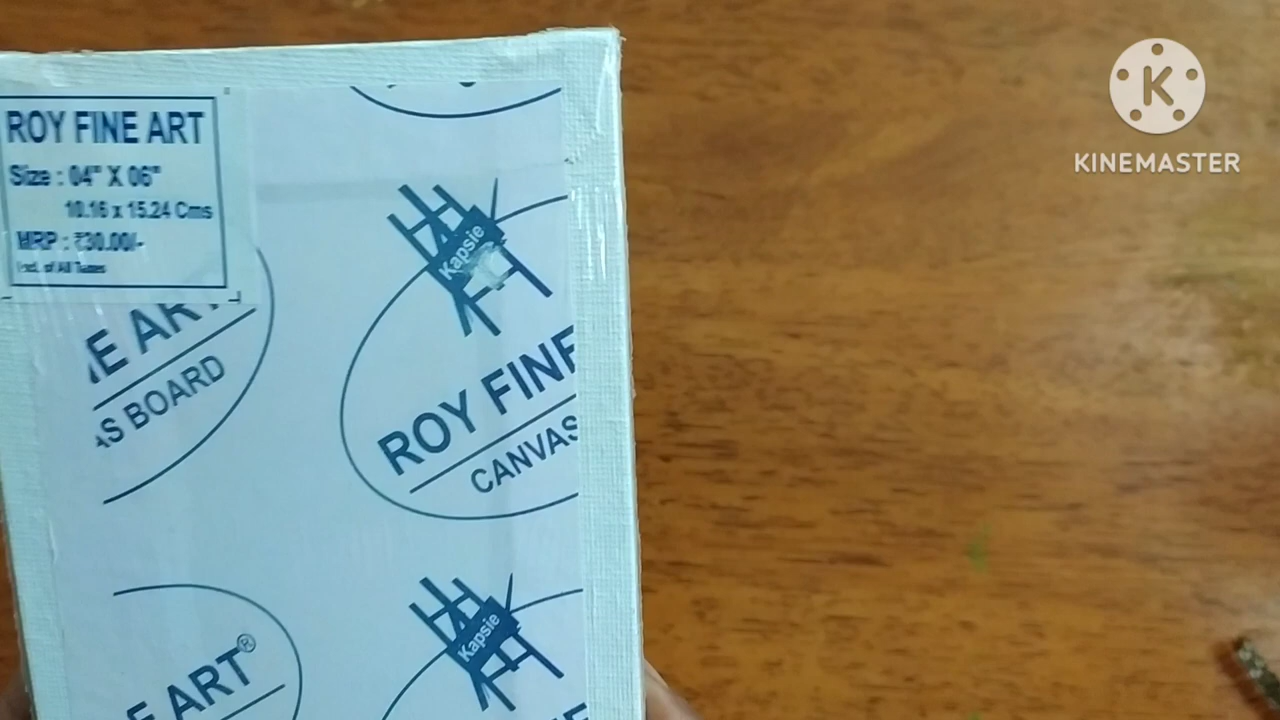 ROY FINE ART
Size : 04" X 06"
10.16 x 15.24 Cms
MRP : ₹30.00/-
Incl. of All Taxes
E ART
AS BOARD
Kapsie
ROY FINE
CANVAS
Kapsie
E ART®
K
KINEMASTER